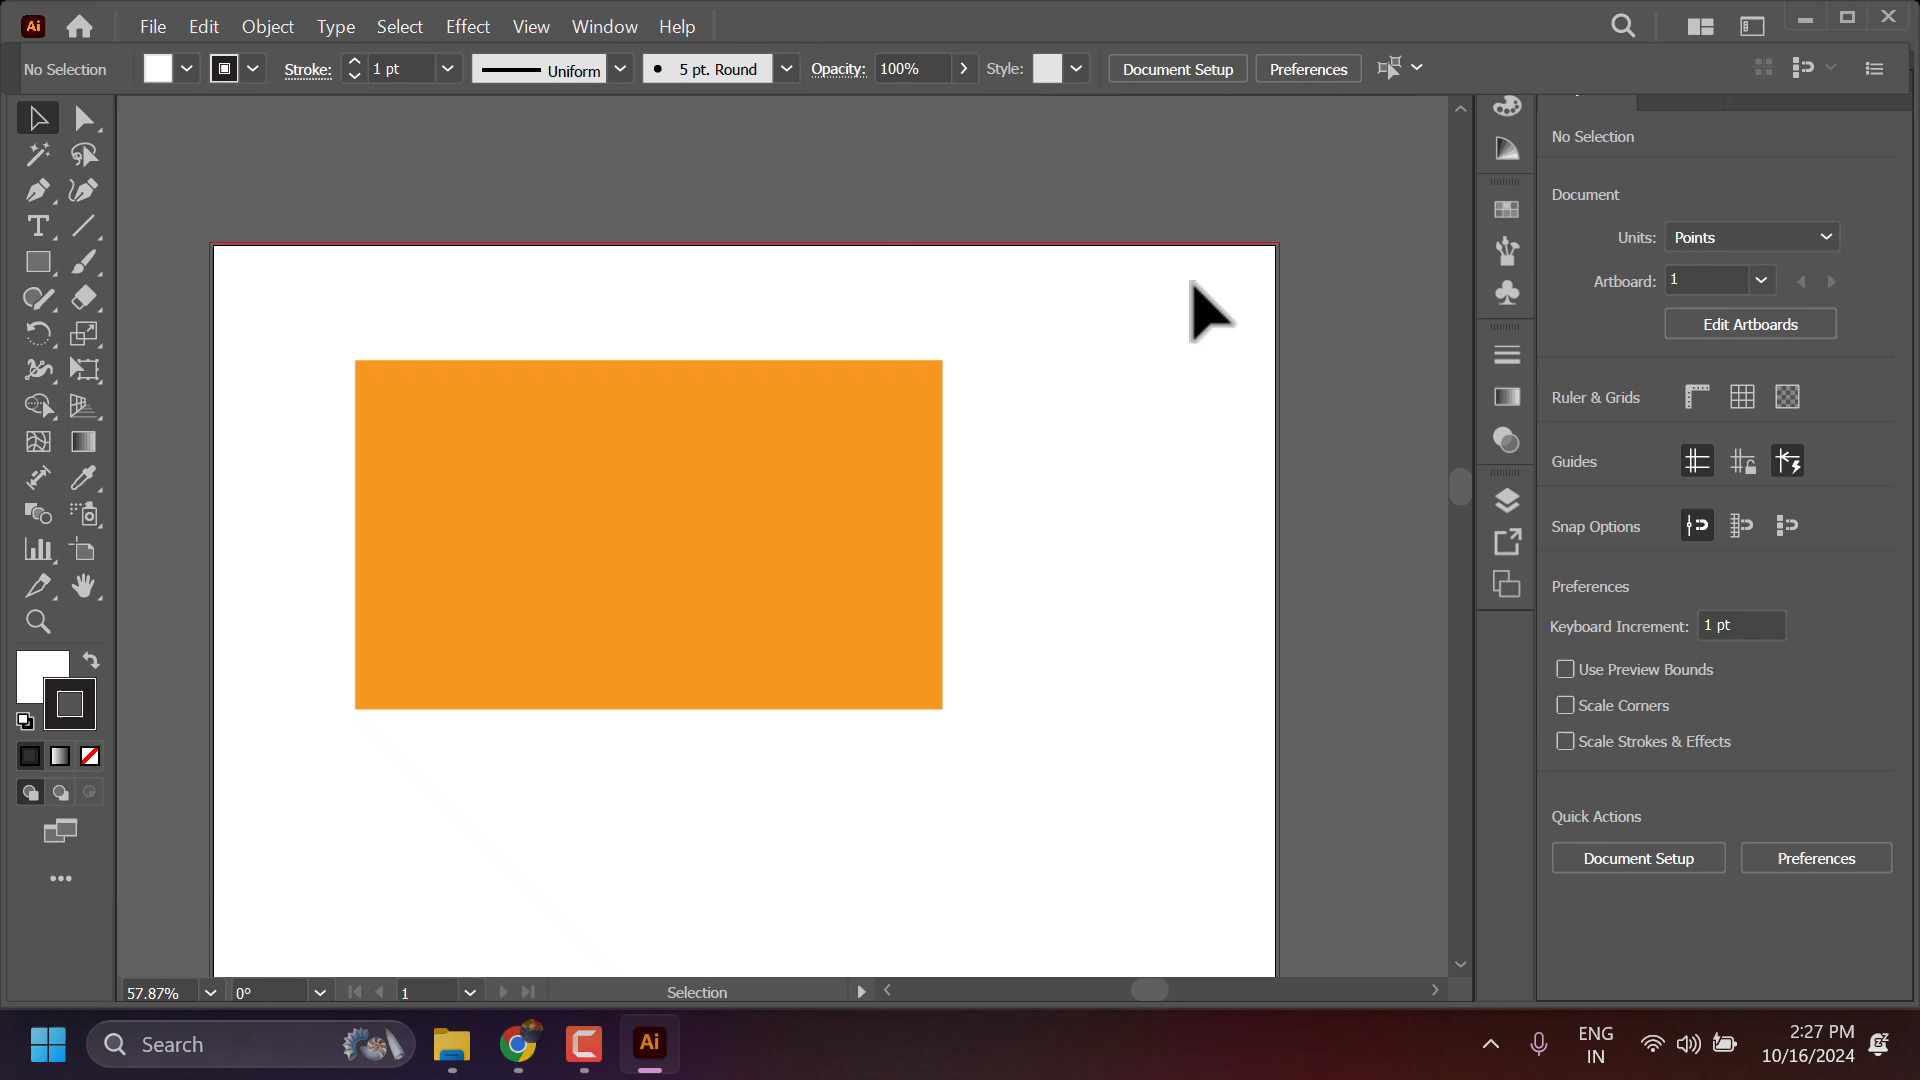 Ai File Edit Object Type Select Effect View Window Help
No Selection Stroke: 1 pt Uniform 5 pt. Round Opacity: 100% Style: Document Setup Preferences
No Selection
Document
Units: Points
Artboard: 1
Edit Artboards
Ruler & Grids
Guides
Snap Options
Preferences
Keyboard Increment: 1 pt
Use Preview Bounds
Scale Corners
Scale Strokes & Effects
Quick Actions
Document Setup Preferences
57.87% 0° 1 Selection
Search Ai ENG IN 2:27 PM 10/16/2024